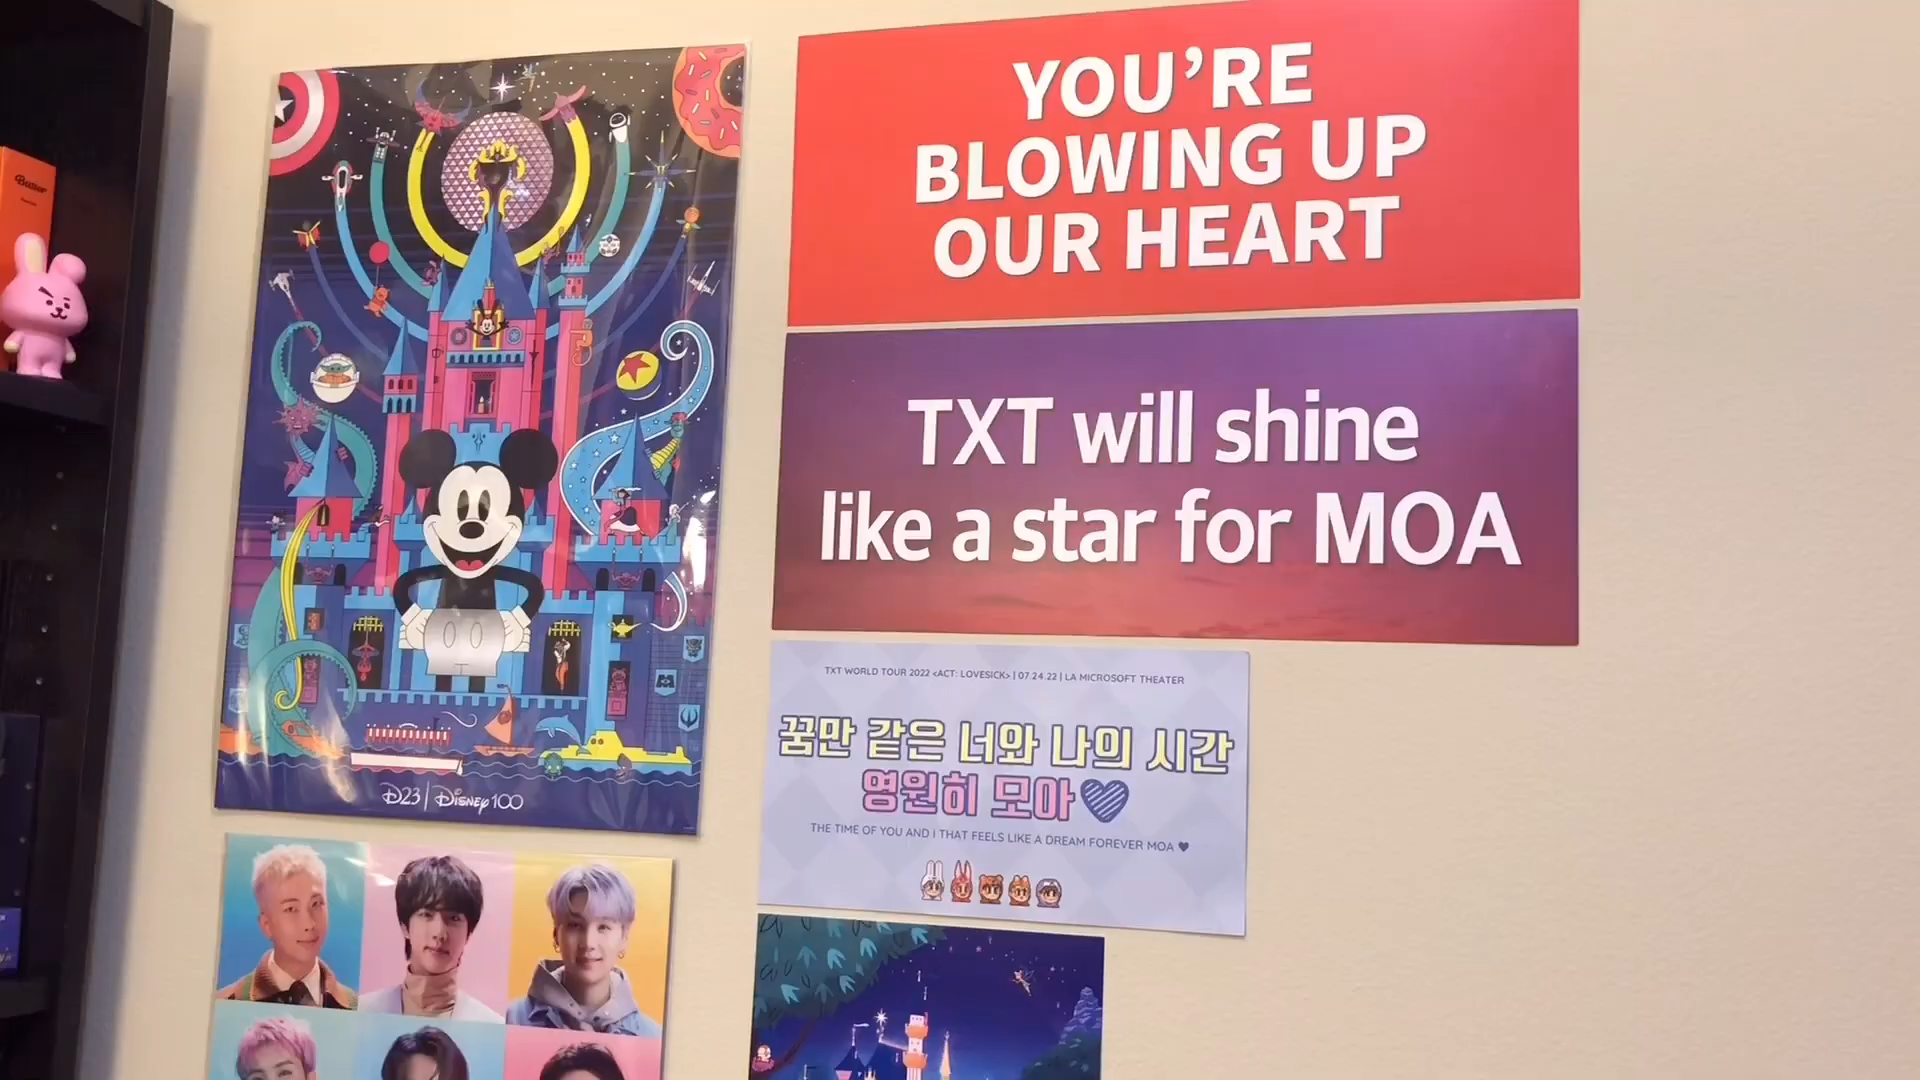 Butter
D23 | Disney100
YOU'RE
BLOWING UP
OUR HEART
TXT will shine
like a star for MOA
TXT WORLD TOUR 2022 <ACT: LOVESICK> | 07.24.22 | LA MICROSOFT THEATER
꿈만 같은 너와 나의 시간
영원히 모아
THE TIME OF YOU AND I THAT FEELS LIKE A DREAM FOREVER MOA